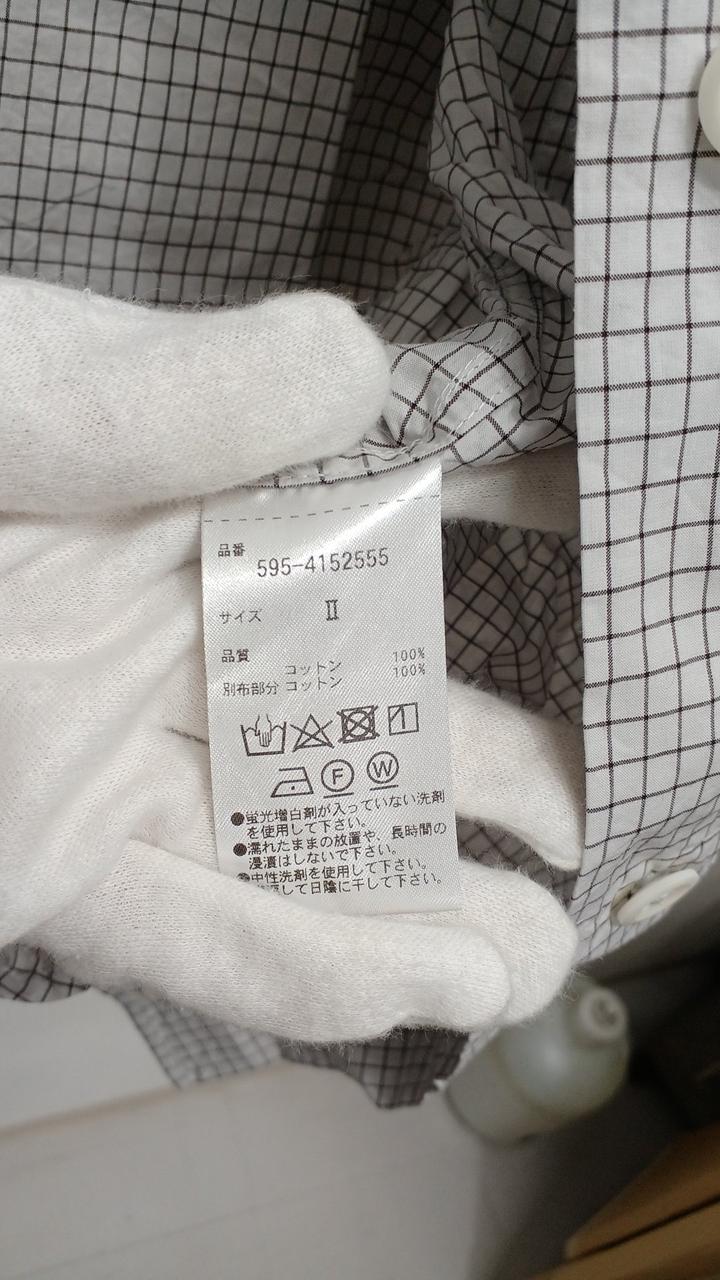 品番
595-4152555
サイズ II
品質
コットン 100%
別布部分 コットン 100%
F W
●蛍光増白剤が入っていない洗剤
を使用して下さい。
●濡れたままの放置や、長時間の
浸漬はしないで下さい。
●中性洗剤を使用して下さい。
返して日陰に干して下さい。